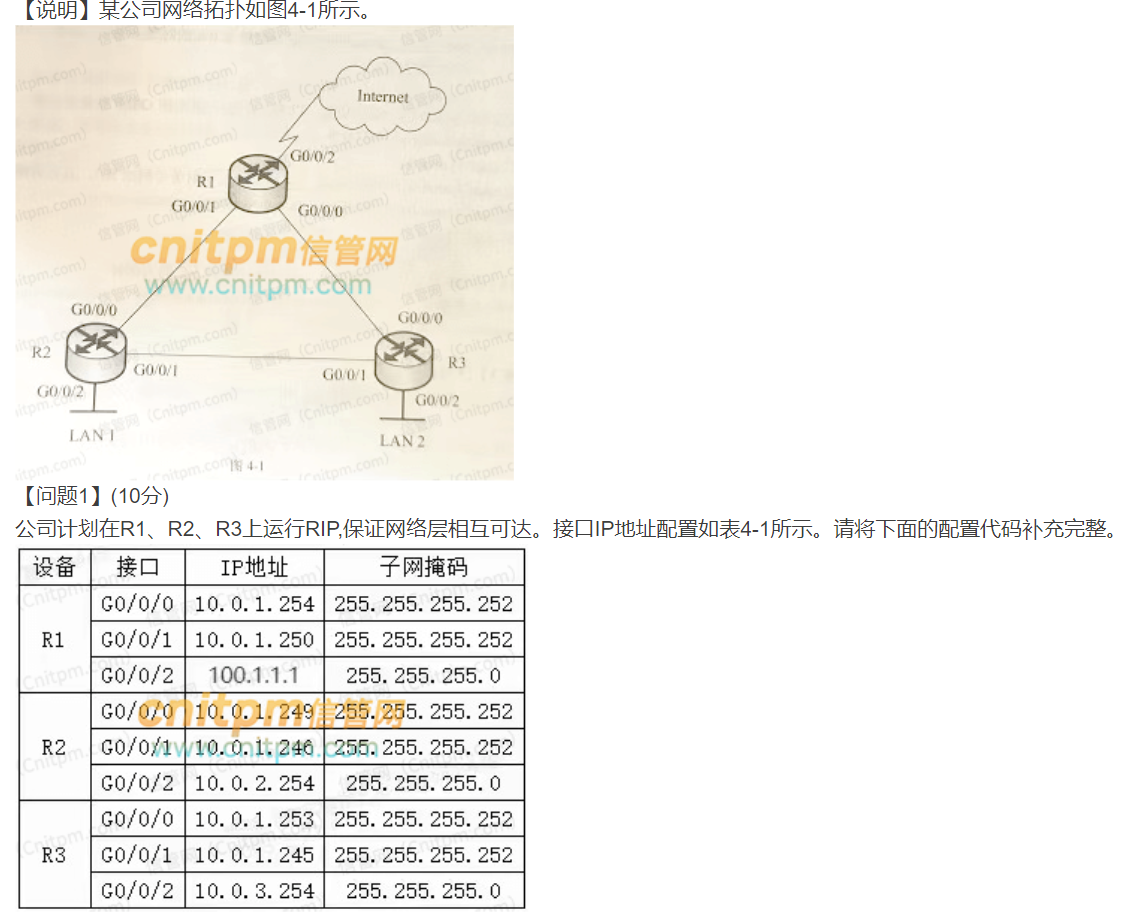 【说明】某公司网络拓扑如图4-1所示。
Internet
G0/0/2
R1
G0/0/1
G0/0/0
cnitpm信管网
www.cnitpm.com
G0/0/0
G0/0/0
R2
R3
G0/0/1
G0/0/1
G0/0/2
G0/0/2
LAN 1
LAN 2
图 4-1
【问题1】(10分)
公司计划在R1、R2、R3上运行RIP,保证网络层相互可达。接口IP地址配置如表4-1所示。请将下面的配置代码补充完整。
设备 接口 IP地址 子网掩码
R1 G0/0/0 10.0.1.254 255.255.255.252
G0/0/1 10.0.1.250 255.255.255.252
G0/0/2 100.1.1.1 255.255.255.0
cnitpm信管网
R2 G0/0/0 10.0.1.249 255.255.255.252
www.cnitpm.com
G0/0/1 10.0.1.246 255.255.255.252
G0/0/2 10.0.2.254 255.255.255.0
R3 G0/0/0 10.0.1.253 255.255.255.252
G0/0/1 10.0.1.245 255.255.255.252
G0/0/2 10.0.3.254 255.255.255.0